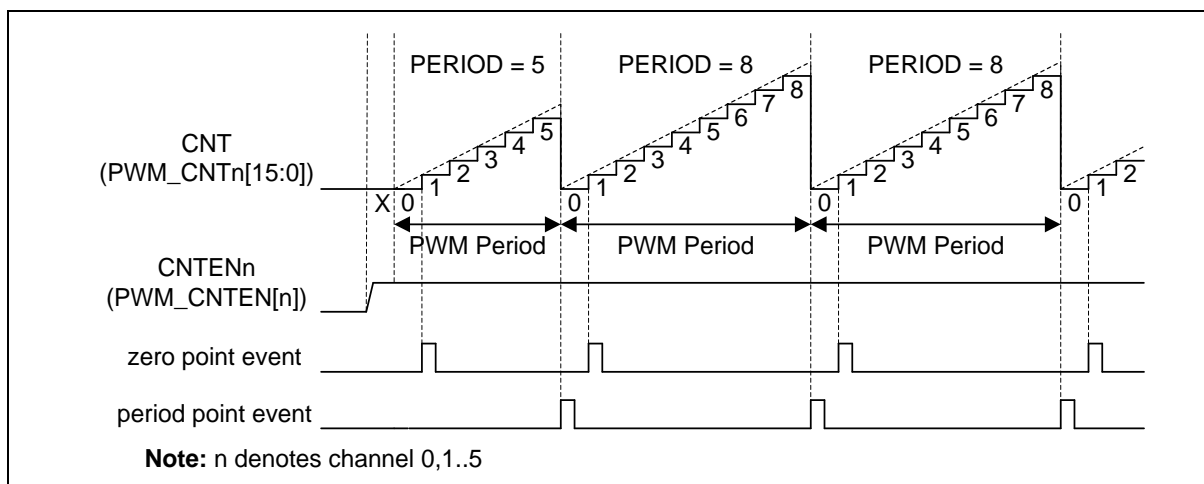 PERIOD = 5
PERIOD = 8
PERIOD = 8
CNT
(PWM_CNTn[15:0])
X 0 1 2 3 4 5
0 1 2 3 4 5 6 7 8
0 1 2 3 4 5 6 7 8
0 1 2
PWM Period
PWM Period
PWM Period
CNTENn
(PWM_CNTEN[n])
zero point event
period point event
Note: n denotes channel 0,1..5